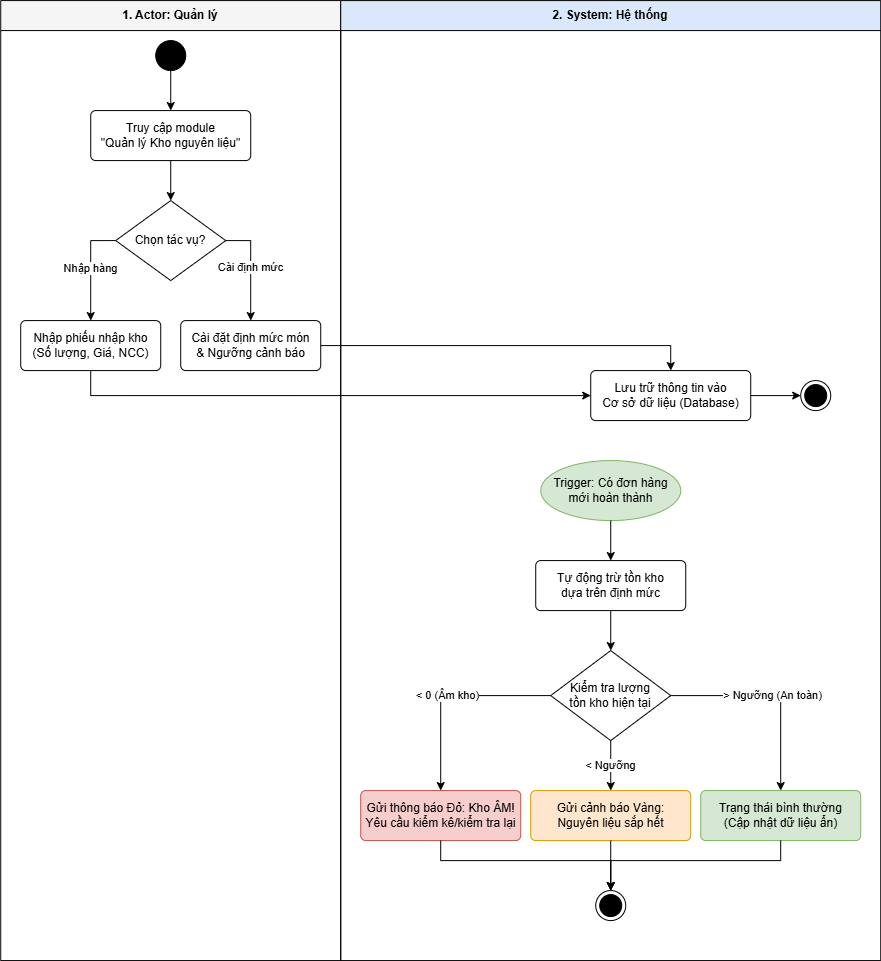 1. Actor: Quản lý
2. System: Hệ thống
Truy cập module
"Quản lý Kho nguyên liệu"
Chọn tác vụ?
Nhập hàng
Cài định mức
Nhập phiếu nhập kho
(Số lượng, Giá, NCC)
Cài đặt định mức món
& Ngưỡng cảnh báo
Lưu trữ thông tin vào
Cơ sở dữ liệu (Database)
Trigger: Có đơn hàng
mới hoàn thành
Tự động trừ tồn kho
dựa trên định mức
Kiểm tra lượng
tồn kho hiện tại
< 0 (Âm kho)
> Ngưỡng (An toàn)
< Ngưỡng
Gửi thông báo Đỏ: Kho ÂM!
Yêu cầu kiểm kê/kiểm tra lại
Gửi cảnh báo Vàng:
Nguyên liệu sắp hết
Trạng thái bình thường
(Cập nhật dữ liệu ẩn)